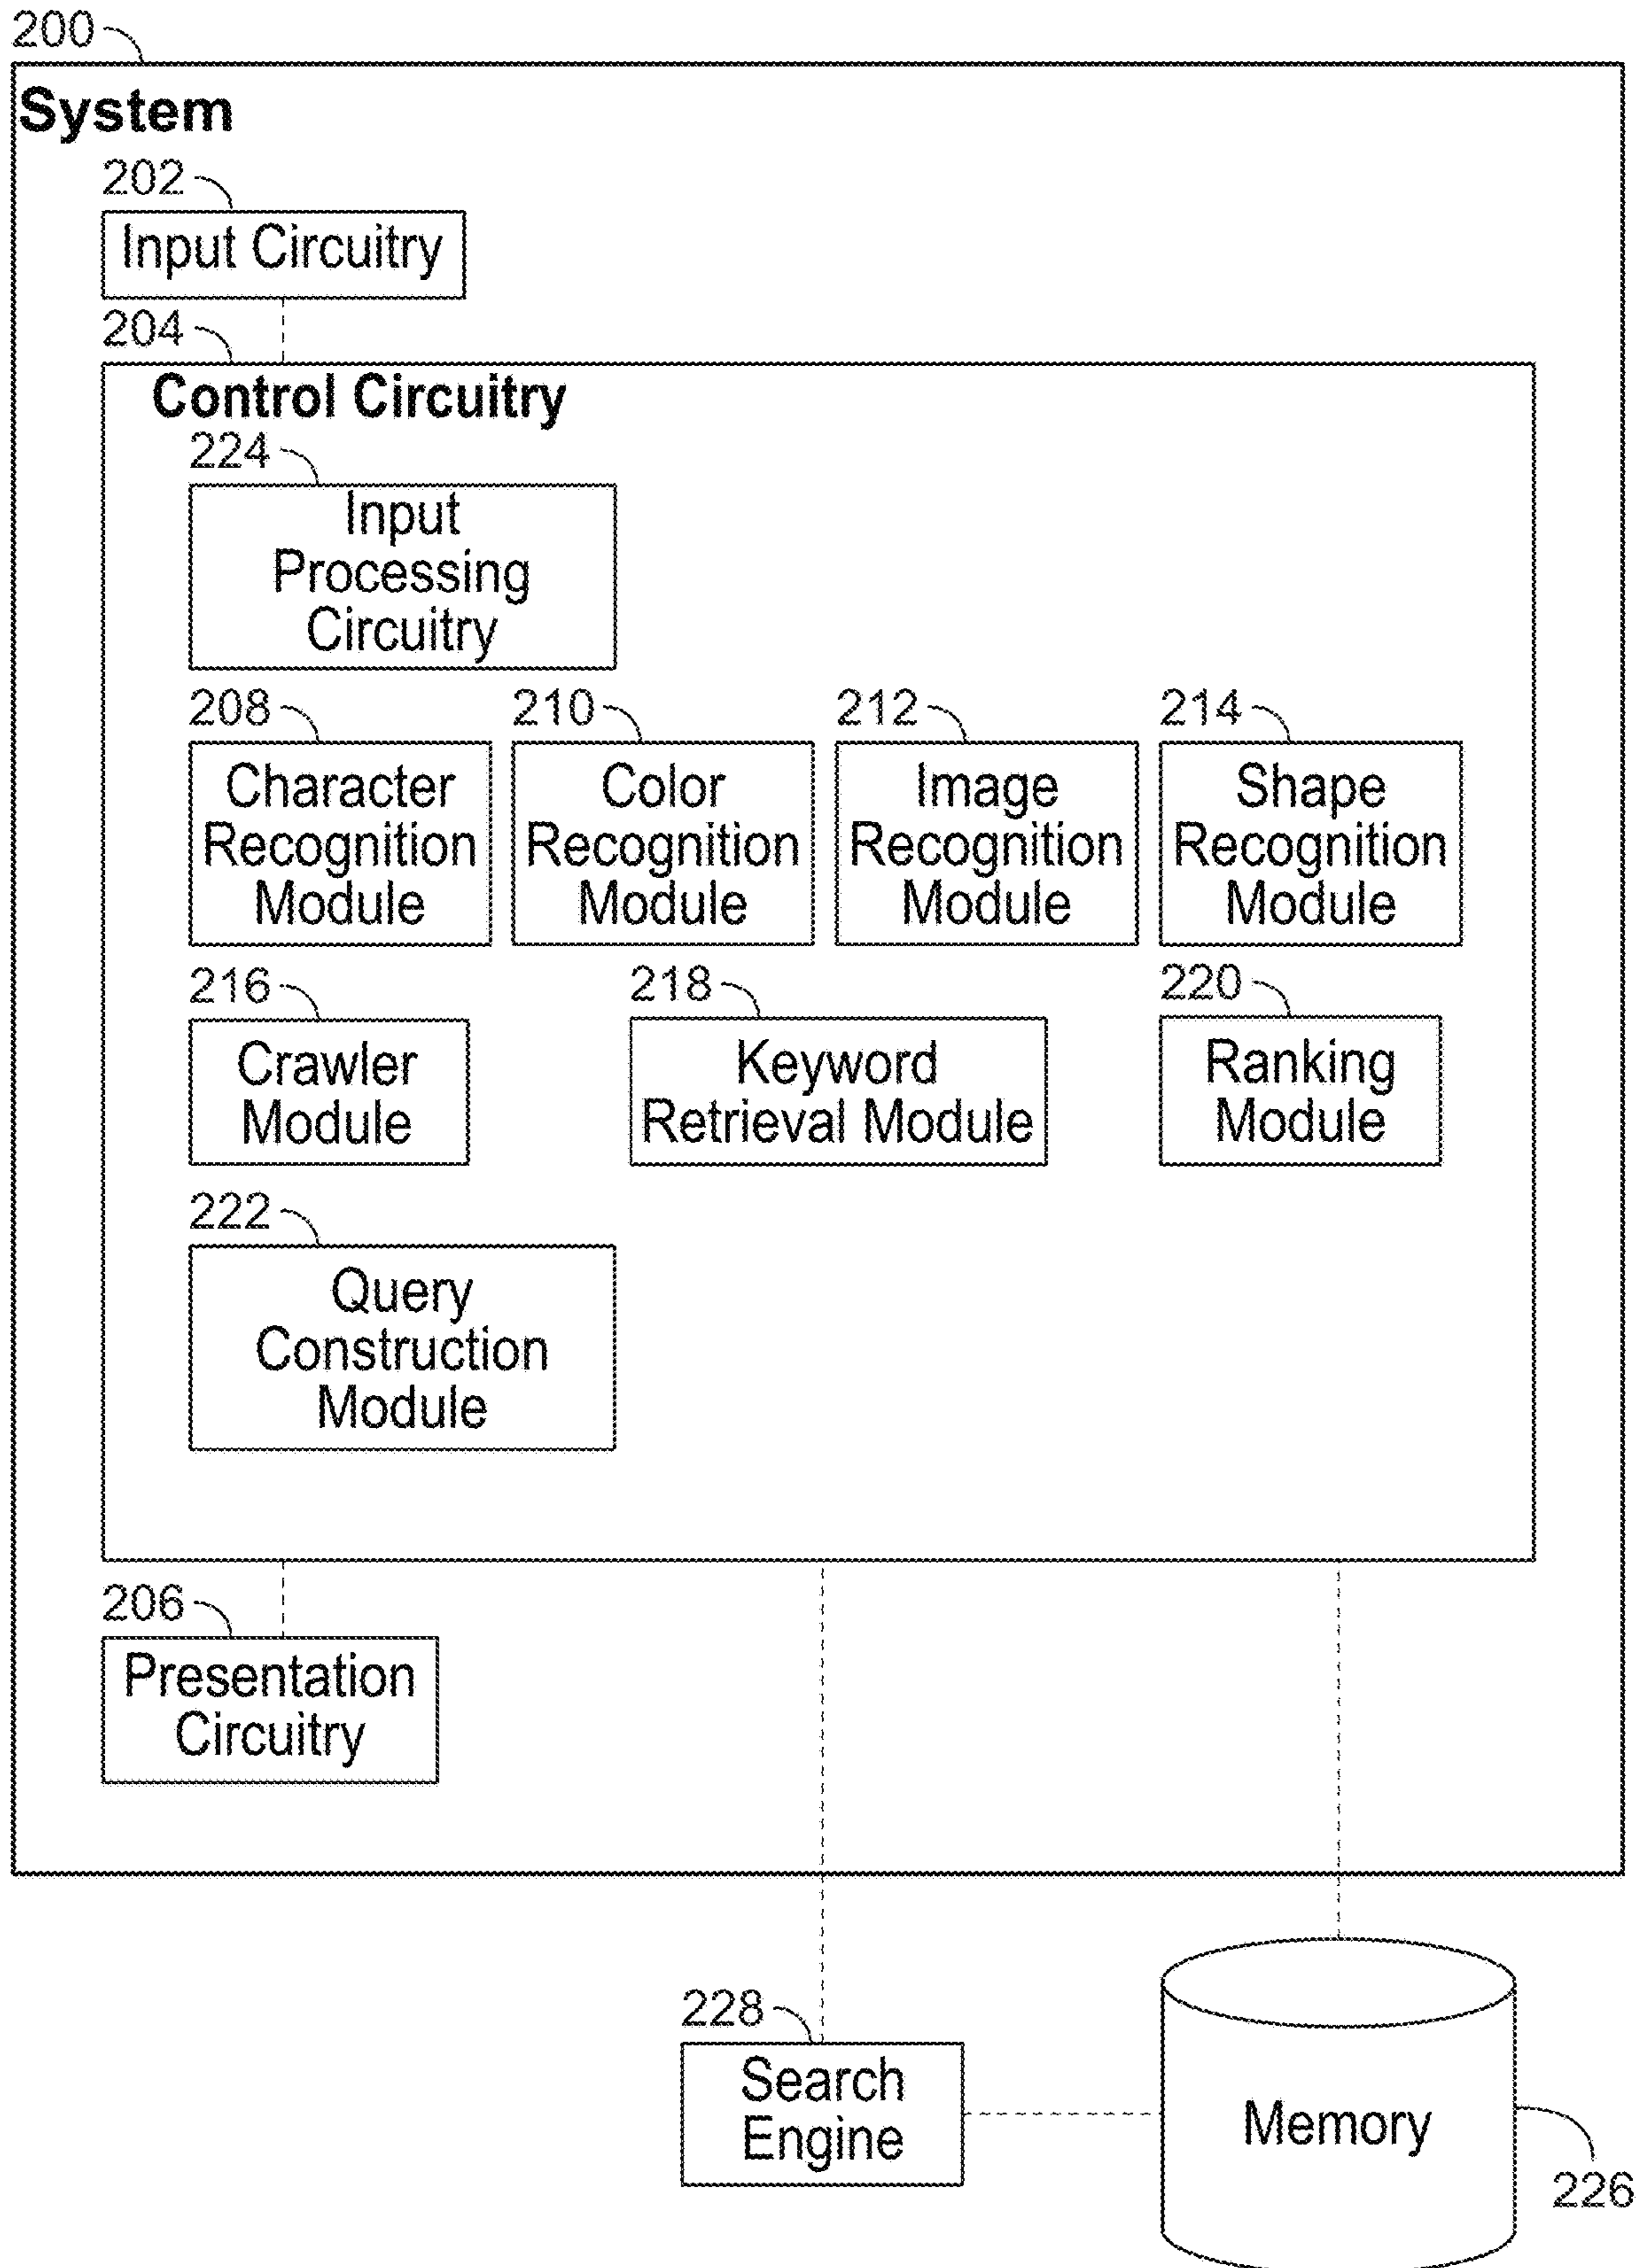 200
System
202
Input Circuitry
204
Control Circuitry
224
Input
Processing
Circuitry
208
Character
Recognition
Module
210
Color
Recognition
Module
212
Image
Recognition
Module
214
Shape
Recognition
Module
216
Crawler
Module
218
Keyword
Retrieval Module
220
Ranking
Module
222
Query
Construction
Module
206
Presentation
Circuitry
228
Search
Engine
Memory
226